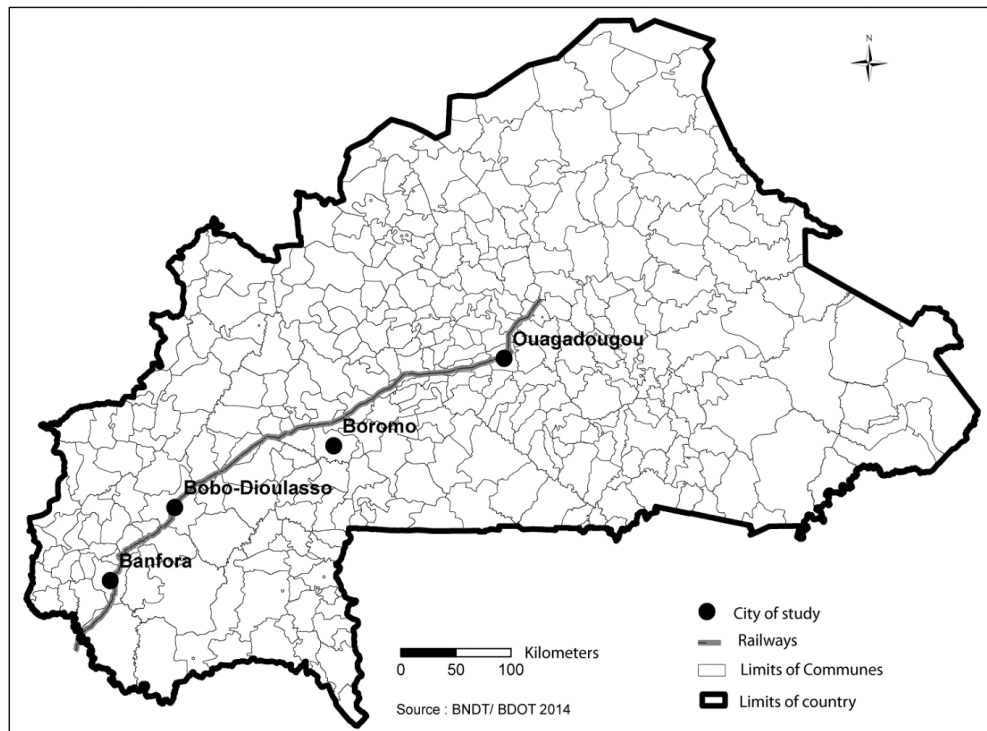 N
Ouagadougou
Boromo
Bobo-Dioulasso
Banfora
City of study
Railways
Kilometers
0 50 100
Limits of Communes
Source : BNDT/ BDOT 2014
Limits of country